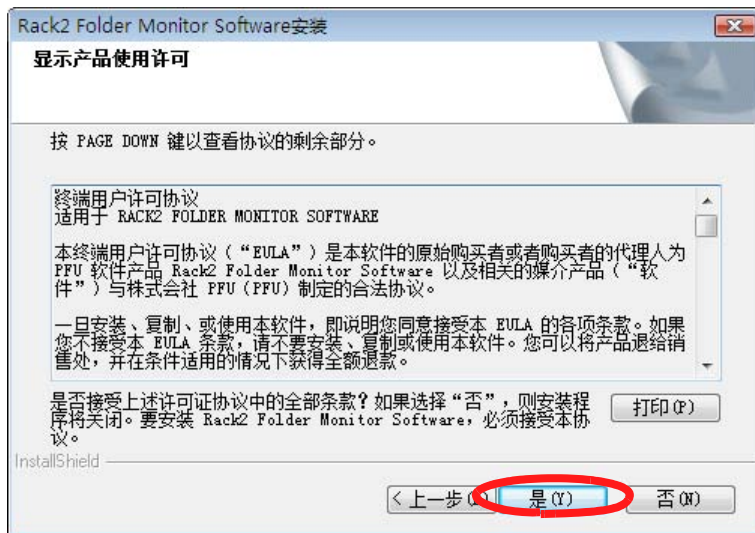 Rack2 Folder Monitor Software安装
显示产品使用许可
按 PAGE DOWN 键以查看协议的剩余部分。
终端用户许可协议
适用于 RACK2 FOLDER MONITOR SOFTWARE
本终端用户许可协议（“EULA”）是本软件的原始购买者或者购买者的代理人为
PFU 软件产品 Rack2 Folder Monitor Software 以及相关的媒介产品（“软
件”）与株式会社 PFU (PFU) 制定的合法协议。
一旦安装、复制、或使用本软件，即说明您同意接受本 EULA 的各项条款。如果
您不接受本 EULA 条款，请不要安装、复制或使用本软件。您可以将产品退给销
售处，并在条件适用的情况下获得全额退款。
是否接受上述许可证协议中的全部条款？如果选择“否”，则安装程
序将关闭。要安装 Rack2 Folder Monitor Software，必须接受本协
议。
打印(P)
InstallShield
< 上一步
是(Y)
否(N)